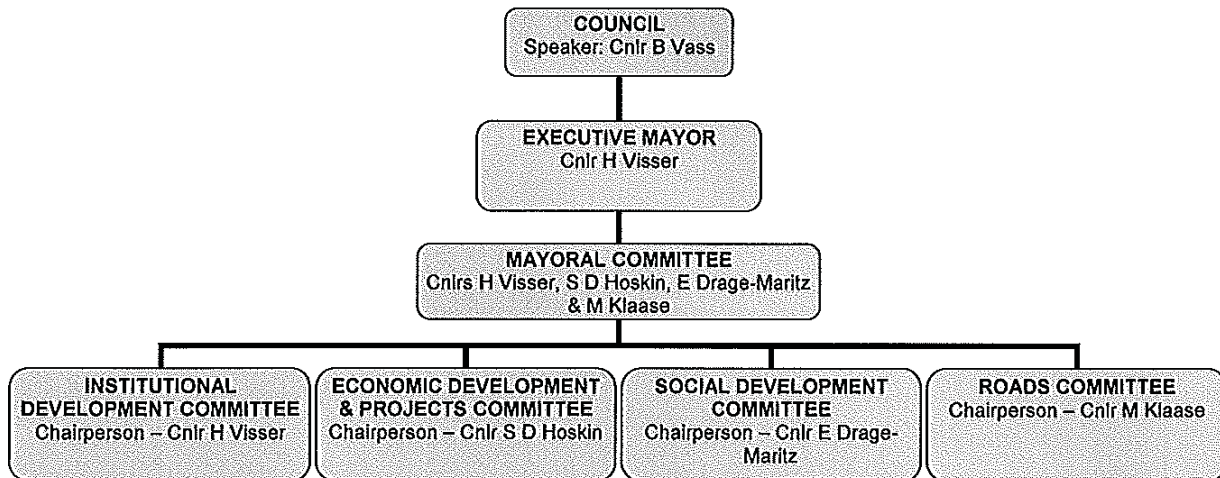 COUNCIL
Speaker: Cnlr B Vass
EXECUTIVE MAYOR
Cnlr H Visser
MAYORAL COMMITTEE
Cnlrs H Visser, S D Hoskin, E Drage-Maritz
& M Klaase
INSTITUTIONAL
DEVELOPMENT COMMITTEE
Chairperson – Cnlr H Visser
ECONOMIC DEVELOPMENT
& PROJECTS COMMITTEE
Chairperson – Cnlr S D Hoskin
SOCIAL DEVELOPMENT
COMMITTEE
Chairperson – Cnlr E Drage-
Maritz
ROADS COMMITTEE
Chairperson – Cnlr M Klaase